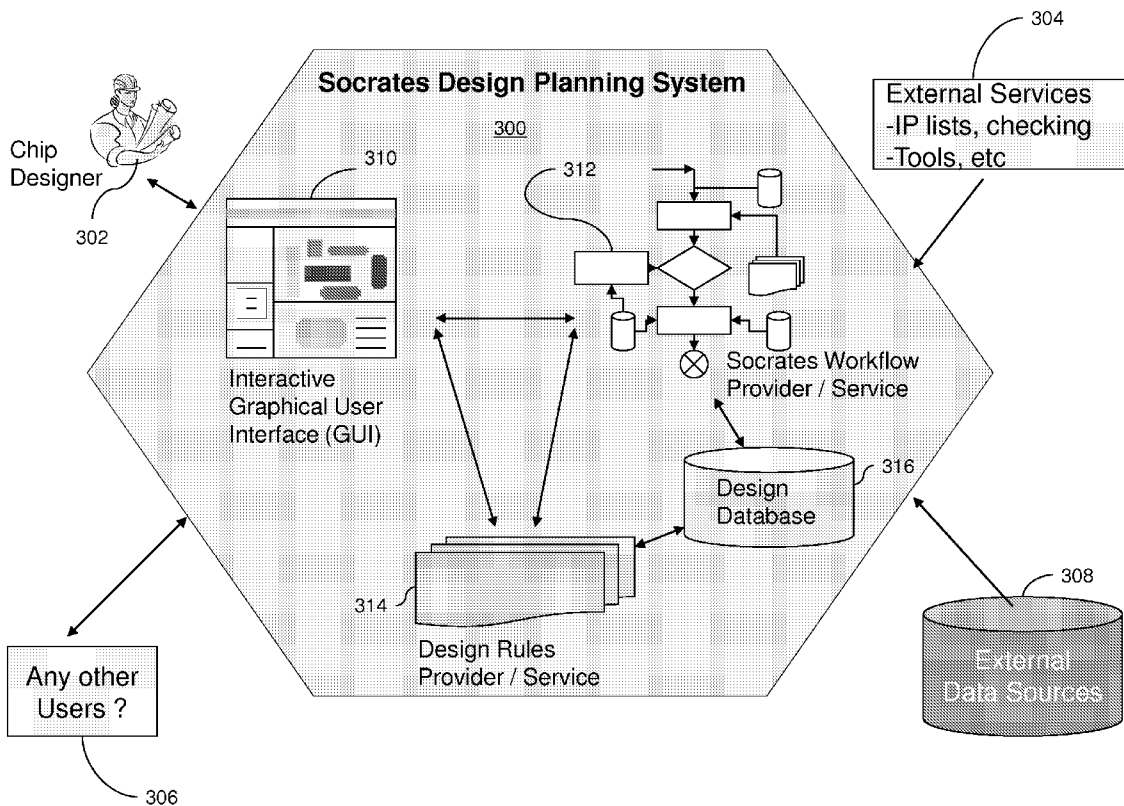 304
Socrates Design Planning System
300
External Services
-IP lists, checking
-Tools, etc
Chip
Designer
302
310
312
Interactive
Graphical User
Interface (GUI)
Socrates Workflow
Provider / Service
316
Design
Database
314
Design Rules
Provider / Service
308
External
Data Sources
Any other
Users ?
306